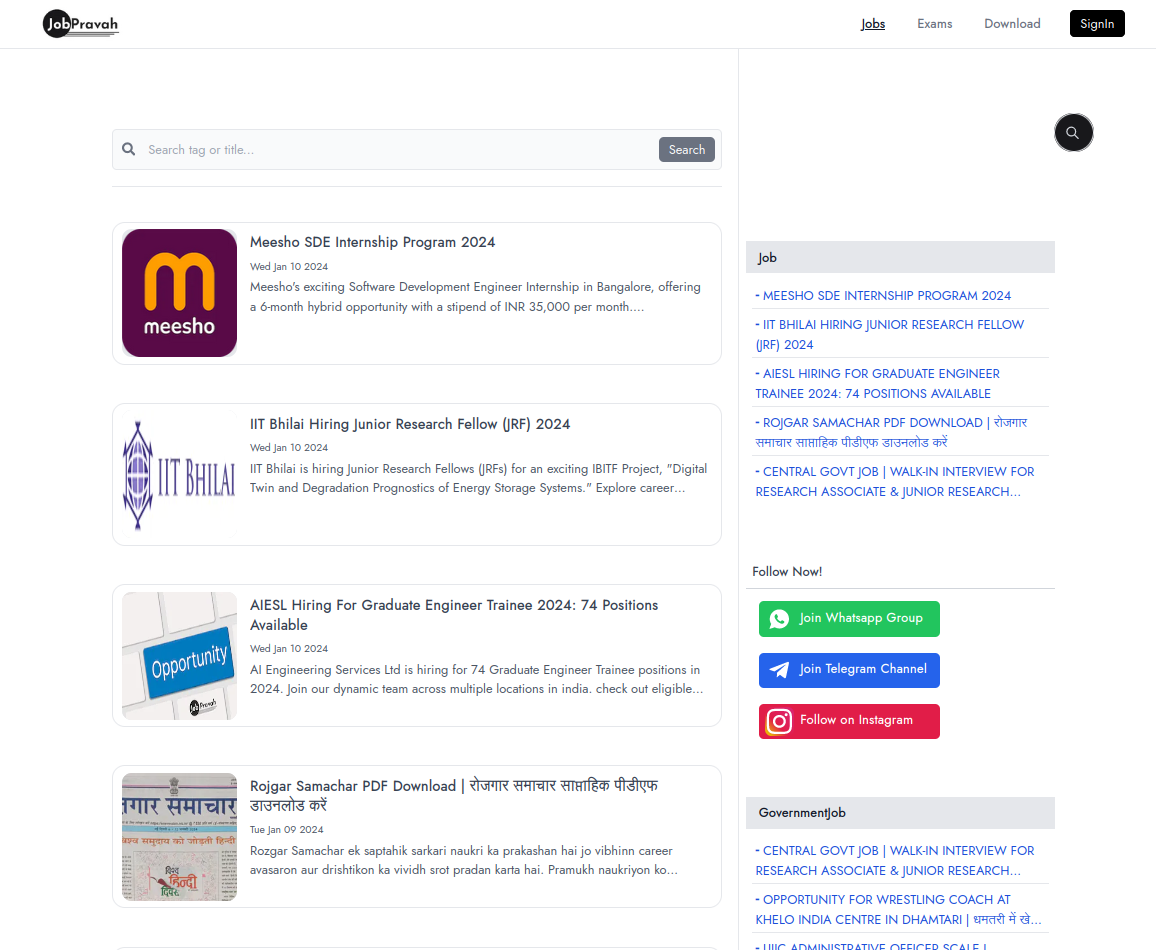 JobPravah
Jobs
Exams
Download
SignIn
Search tag or title...
Search
Meesho SDE Internship Program 2024
Wed Jan 10 2024
Meesho's exciting Software Development Engineer Internship in Bangalore, offering
a 6-month hybrid opportunity with a stipend of INR 35,000 per month....
meesho
IIT Bhilai Hiring Junior Research Fellow (JRF) 2024
Wed Jan 10 2024
IIT Bhilai is hiring Junior Research Fellows (JRFs) for an exciting IBITF Project, "Digital
Twin and Degradation Prognostics of Energy Storage Systems." Explore career...
IIT BHILAI
AIESL Hiring For Graduate Engineer Trainee 2024: 74 Positions
Available
Wed Jan 10 2024
AI Engineering Services Ltd is hiring for 74 Graduate Engineer Trainee positions in
2024. Join our dynamic team across multiple locations in india. check out eligible...
Opportunity
JobPravah
Rojgar Samachar PDF Download | रोजगार समाचार साप्ताहिक पीडीएफ
डाउनलोड करें
Tue Jan 09 2024
Rozgar Samachar ek saptahik sarkari naukri ka prakashan hai jo vibhinn career
avasaron aur drishtikon ka vividh srot pradan karta hai. Pramukh naukriyon ko...
गार समाचार
विश्व समुदाय को जोड़ती हिन्दी
विश्व
हिन्दी
दिवस
Job
- MEESHO SDE INTERNSHIP PROGRAM 2024
- IIT BHILAI HIRING JUNIOR RESEARCH FELLOW
(JRF) 2024
- AIESL HIRING FOR GRADUATE ENGINEER
TRAINEE 2024: 74 POSITIONS AVAILABLE
- ROJGAR SAMACHAR PDF DOWNLOAD | रोजगार
समाचार साप्ताहिक पीडीएफ डाउनलोड करें
- CENTRAL GOVT JOB | WALK-IN INTERVIEW FOR
RESEARCH ASSOCIATE & JUNIOR RESEARCH...
Follow Now!
Join Whatsapp Group
Join Telegram Channel
Follow on Instagram
GovernmentJob
- CENTRAL GOVT JOB | WALK-IN INTERVIEW FOR
RESEARCH ASSOCIATE & JUNIOR RESEARCH...
- OPPORTUNITY FOR WRESTLING COACH AT
KHELO INDIA CENTRE IN DHAMTARI | धमतरी में खे...
- UIIC ADMINISTRATIVE OFFICER SCALE I